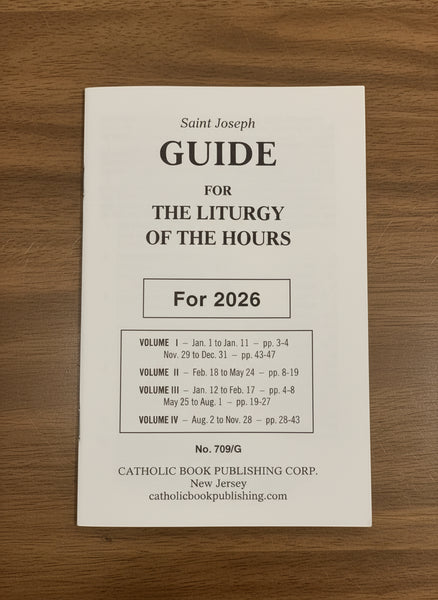 Saint Joseph
GUIDE
FOR
THE LITURGY
OF THE HOURS
For 2026
VOLUME I – Jan. 1 to Jan. 11 – pp. 3-4
Nov. 29 to Dec. 31 – pp. 43-47
VOLUME II – Feb. 18 to May 24 – pp. 8-19
VOLUME III – Jan. 12 to Feb. 17 – pp. 4-8
May 25 to Aug. 1 – pp. 19-27
VOLUME IV – Aug. 2 to Nov. 28 – pp. 28-43
No. 709/G
CATHOLIC BOOK PUBLISHING CORP.
New Jersey
catholicbookpublishing.com